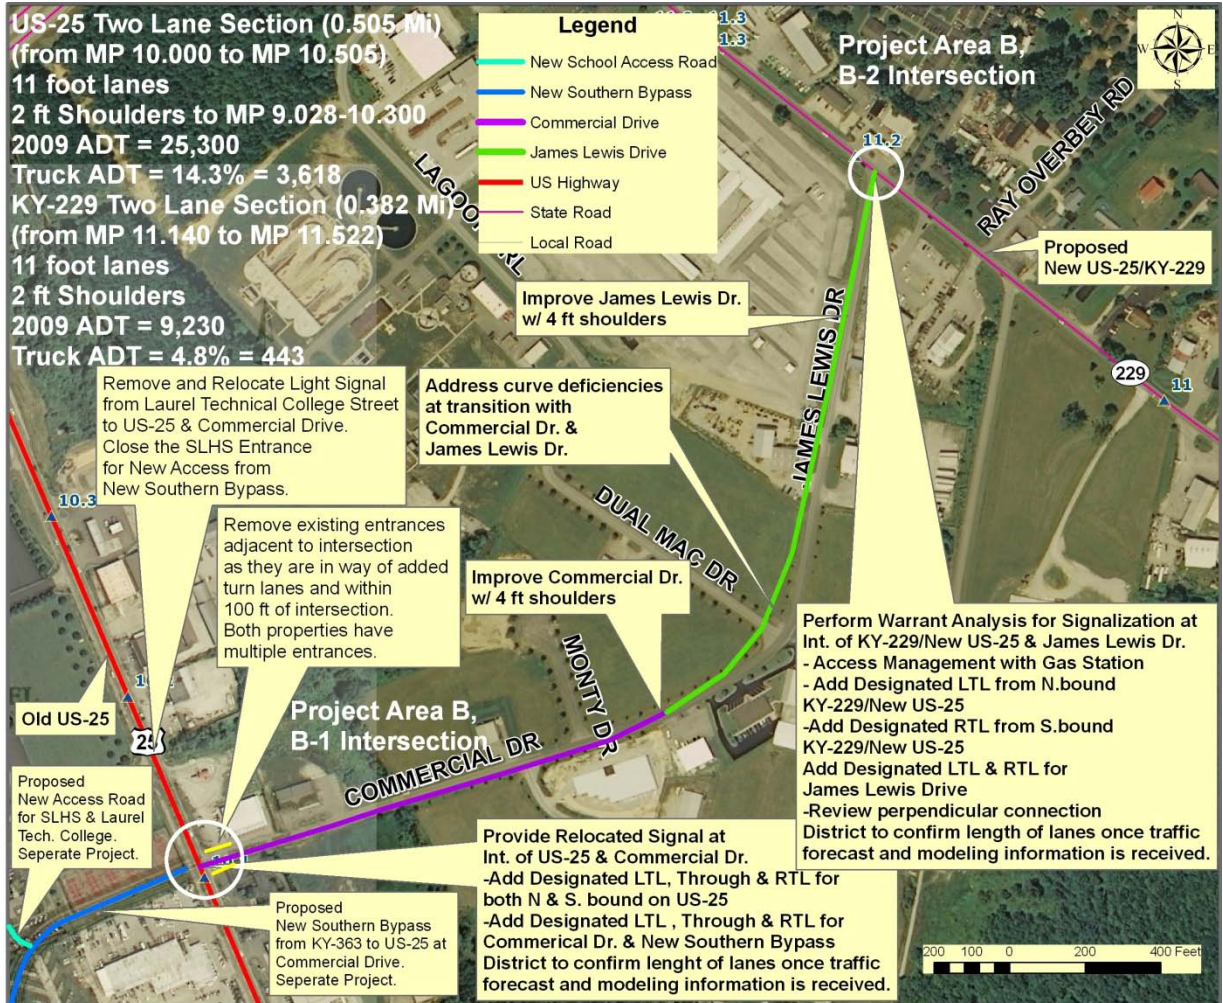 US-25 Two Lane Section (0.505 Mi)
(from MP 10.000 to MP 10.505)
11 foot lanes
2 ft Shoulders to MP 9.028-10.300
2009 ADT = 25,300
Truck ADT = 14.3% = 3,618
KY-229 Two Lane Section (0.382 Mi)
(from MP 11.140 to MP 11.522)
11 foot lanes
2 ft Shoulders
2009 ADT = 9,230
Truck ADT = 4.8% = 443
Legend
New School Access Road
New Southern Bypass
Commercial Drive
James Lewis Drive
US Highway
State Road
Local Road
11.3
Project Area B,
B-2 Intersection
N
W
E
S
11.2
RAY OVERBEY RD
Proposed
New US-25/KY-229
229
11
Improve James Lewis Dr.
w/ 4 ft shoulders
JAMES LEWIS DR
Remove and Relocate Light Signal
from Laurel Technical College Street
to US-25 & Commercial Drive.
Close the SLHS Entrance
for New Access from
New Southern Bypass.
Address curve deficiencies
at transition with
Commercial Dr. &
James Lewis Dr.
10.3
Remove existing entrances
adjacent to intersection
as they are in way of added
turn lanes and within
100 ft of intersection.
Both properties have
multiple entrances.
DUAL MAC DR
Improve Commercial Dr.
w/ 4 ft shoulders
MONTY DR
Old US-25
25
Project Area B,
B-1 Intersection
COMMERCIAL DR
Perform Warrant Analysis for Signalization at
Int. of KY-229/New US-25 & James Lewis Dr.
- Access Management with Gas Station
- Add Designated LTL from N.bound
KY-229/New US-25
-Add Designated RTL from S.bound
KY-229/New US-25
Add Designated LTL & RTL for
James Lewis Drive
-Review perpendicular connection
District to confirm length of lanes once traffic
forecast and modeling information is received.
Proposed
New Access Road
for SLHS & Laurel
Tech. College.
Seperate Project.
Proposed
New Southern Bypass
from KY-363 to US-25 at
Commercial Drive.
Seperate Project.
Provide Relocated Signal at
Int. of US-25 & Commercial Dr.
-Add Designated LTL, Through & RTL for
both N & S. bound on US-25
-Add Designated LTL , Through & RTL for
Commerical Dr. & New Southern Bypass
District to confirm lenght of lanes once traffic
forecast and modeling information is received.
200 100 0 200 400 Feet